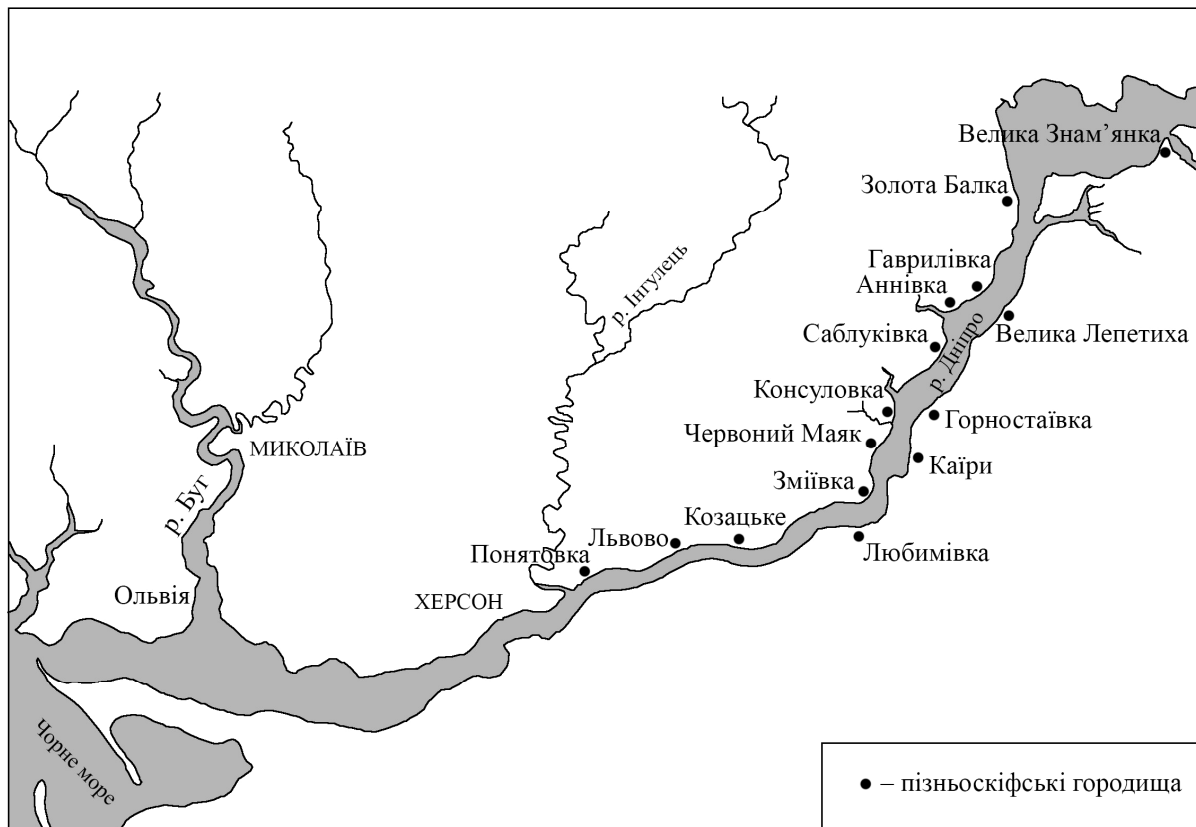 Велика Знам’янка
Золота Балка
Гаврилівка
Аннівка
р. Інгулець
Саблуківка
Велика Лепетиха
р. Дніпро
Консуловка
Горностаївка
Червоний Маяк
МИКОЛАЇВ
Каїри
Зміївка
р. Буг
Козацьке
Львово
Любимівка
Понятовка
Ольвія
ХЕРСОН
Чорне море
– пізньоскіфські городища